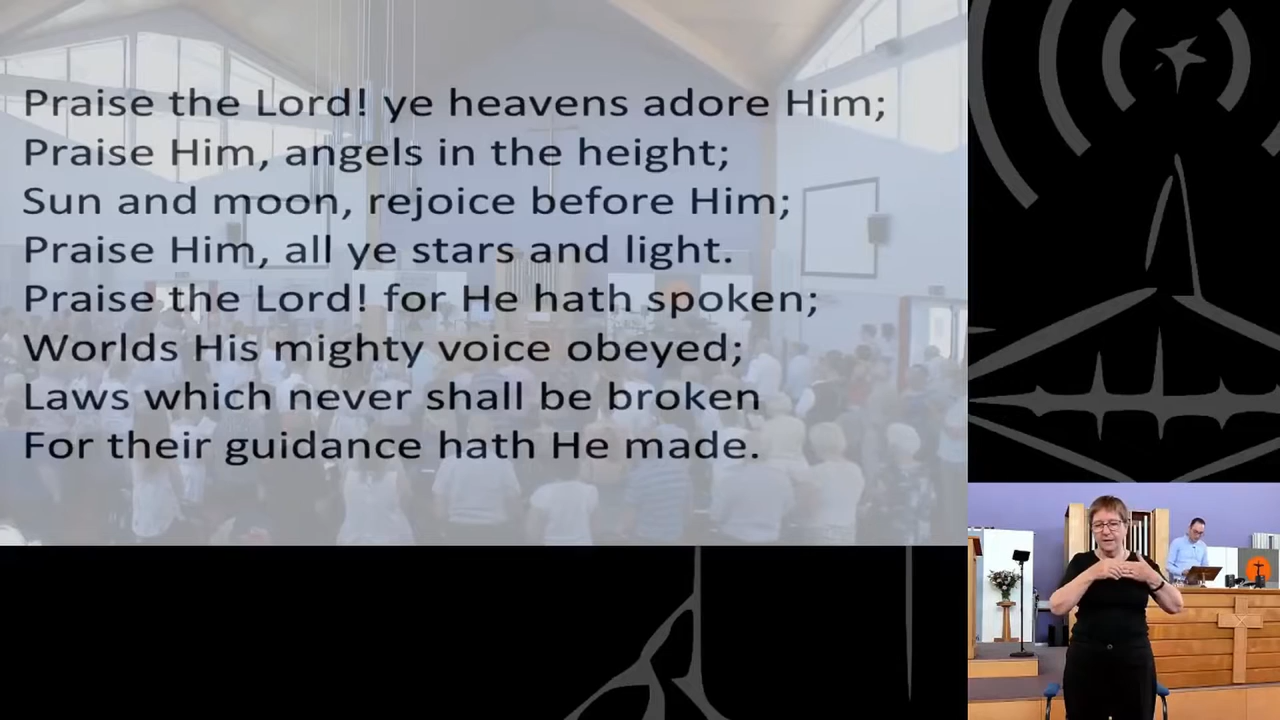 Praise the Lord! ye heavens adore Him;
Praise Him, angels in the height;
Sun and moon, rejoice before Him;
Praise Him, all ye stars and light.
Praise the Lord! for He hath spoken;
Worlds His mighty voice obeyed;
Laws which never shall be broken
For their guidance hath He made.